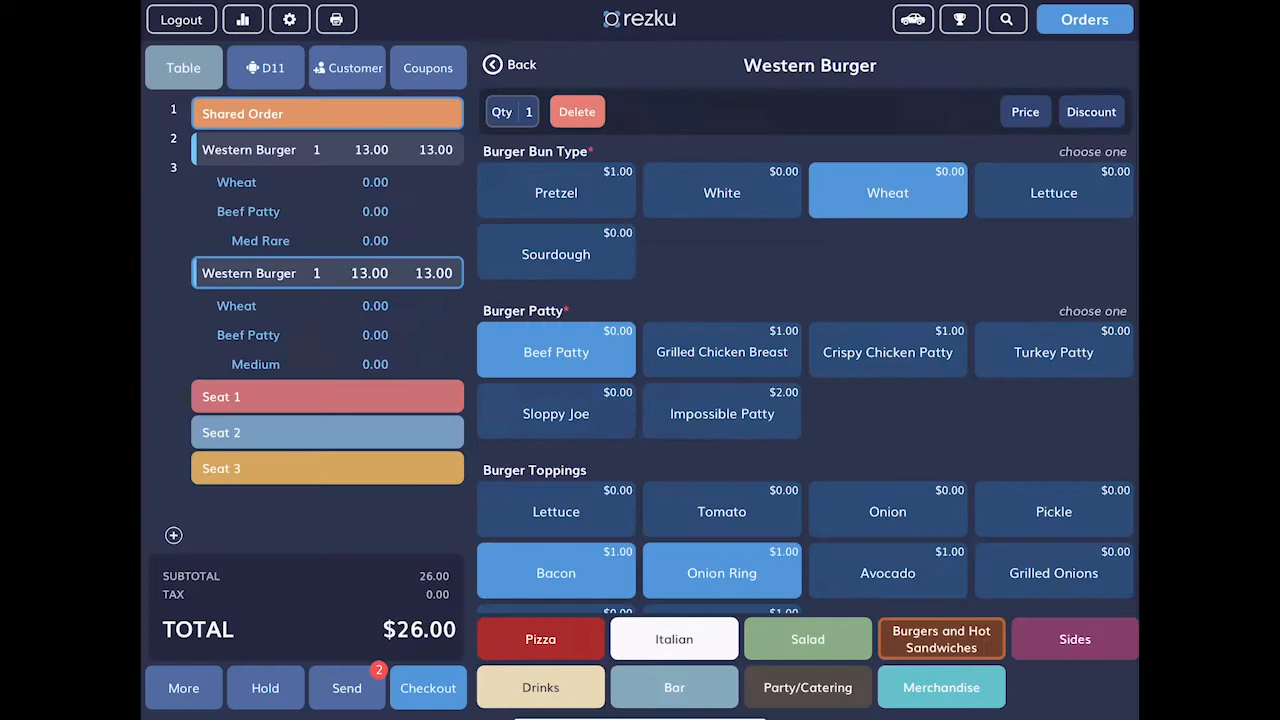 Logout
rezku
Orders
Table
D11
Customer
Coupons
Back
Western Burger
1
Shared Order
Qty 1
Delete
Price
Discount
2
Western Burger 1 13.00 13.00
3
Wheat 0.00
Beef Patty 0.00
Med Rare 0.00
Western Burger 1 13.00 13.00
Wheat 0.00
Beef Patty 0.00
Medium 0.00
Seat 1
Seat 2
Seat 3
SUBTOTAL 26.00
TAX 0.00
TOTAL $26.00
More
Hold
Send
2
Checkout
Burger Bun Type* choose one
$1.00
Pretzel
$0.00
White
$0.00
Wheat
$0.00
Lettuce
$0.00
Sourdough
Burger Patty* choose one
$0.00
Beef Patty
$1.00
Grilled Chicken Breast
$1.00
Crispy Chicken Patty
$0.00
Turkey Patty
$0.00
Sloppy Joe
$2.00
Impossible Patty
Burger Toppings
$0.00
Lettuce
$0.00
Tomato
$0.00
Onion
$0.00
Pickle
$1.00
Bacon
$1.00
Onion Ring
$1.00
Avocado
$0.00
Grilled Onions
$0.00
$1.00
Pizza
Italian
Salad
Burgers and Hot
Sandwiches
Sides
Drinks
Bar
Party/Catering
Merchandise